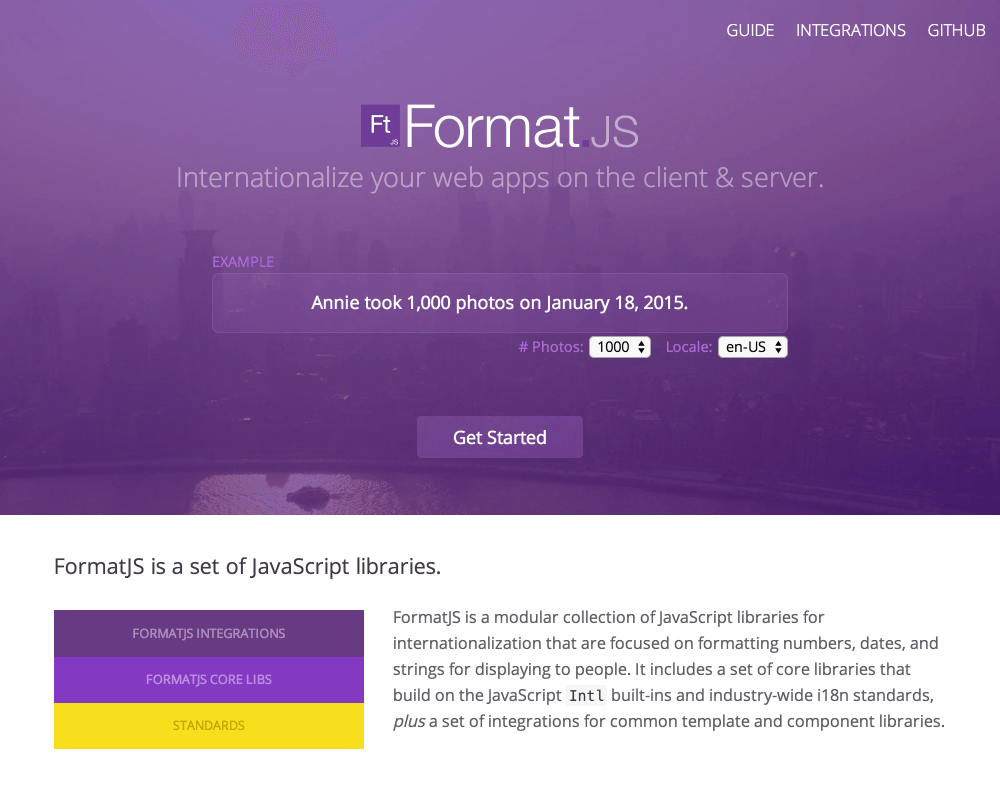 GUIDE INTEGRATIONS GITHUB
Ft JS Format.JS
Internationalize your web apps on the client & server.
EXAMPLE
Annie took 1,000 photos on January 18, 2015.
# Photos: 1000 Locale: en-US
Get Started
FormatJS is a set of JavaScript libraries.
FORMATJS INTEGRATIONS
FORMATJS CORE LIBS
STANDARDS
FormatJS is a modular collection of JavaScript libraries for
internationalization that are focused on formatting numbers, dates, and
strings for displaying to people. It includes a set of core libraries that
build on the JavaScript Intl built-ins and industry-wide i18n standards,
plus a set of integrations for common template and component libraries.